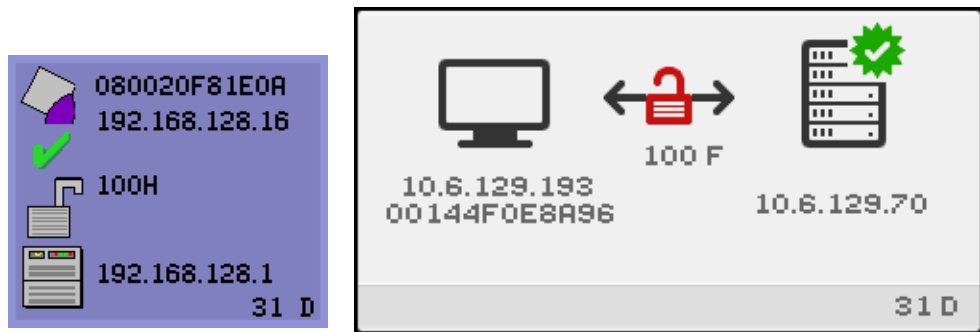 080020F81E0A
192.168.128.16
100H
192.168.128.1
31 D
100 F
10.6.129.193
00144F0E8A96
10.6.129.70
31 D